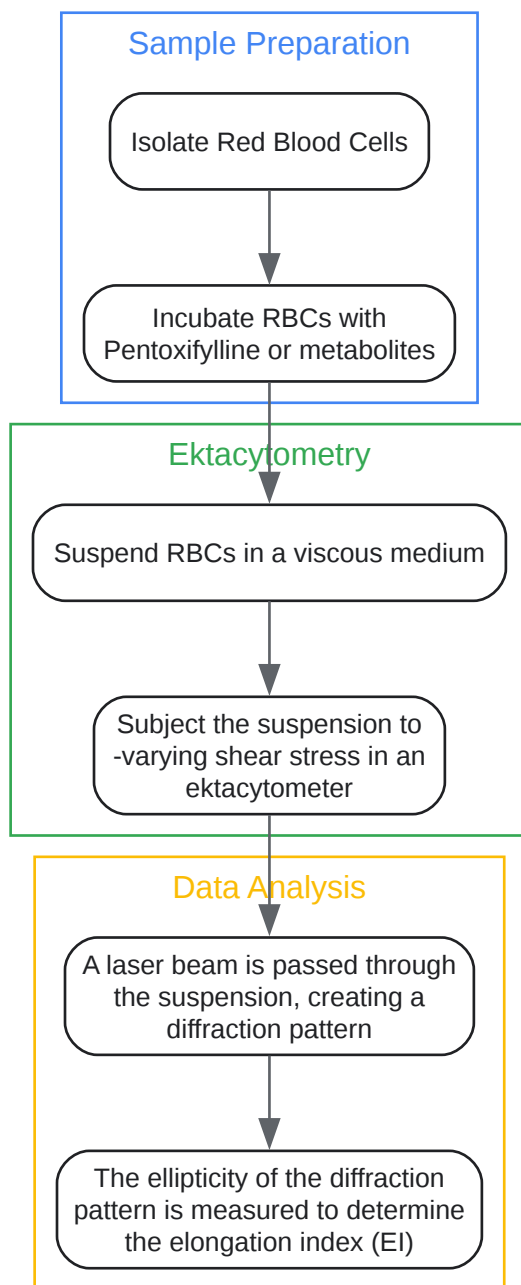 Sample Preparation
Isolate Red Blood Cells
Incubate RBCs with
Pentoxifylline or metabolites
Ektacytometry
Suspend RBCs in a viscous medium
Subject the suspension to
-varying shear stress in an
ektacytometer
Data Analysis
A laser beam is passed through
the suspension, creating a
diffraction pattern
The ellipticity of the diffraction
pattern is measured to determine
the elongation index (EI)